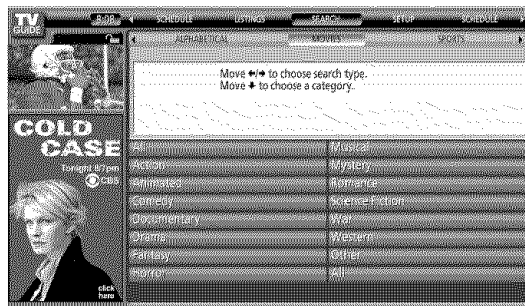 TV GUIDE
SCHEDULE LISTINGS SEARCH SETUP SCHEDULE
ALPHABETICAL MOVIES SPORTS
Move ←/→ to choose search type.
Move ↓ to choose a category.
COLD CASE
Tonight 8/7pm
CBS
click here
All Musical
Action Mystery
Animated Romance
Comedy Science Fiction
Documentary War
Drama Western
Fantasy Other
Horror All